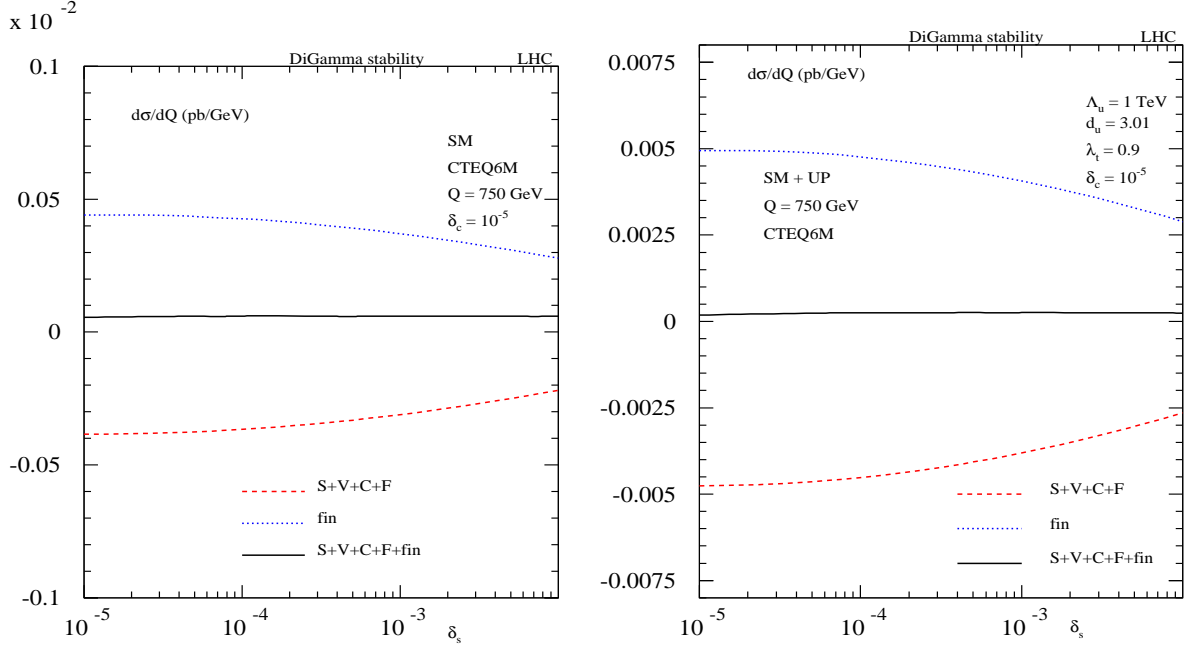 x 10 -2
DiGamma stability LHC
0.1
0.05
0
-0.05
-0.1
dσ/dQ (pb/GeV)
SM
CTEQ6M
Q = 750 GeV
δc = 10-5
S+V+C+F
fin
S+V+C+F+fin
10 -5 10 -4 10 -3
δs
DiGamma stability LHC
0.0075
0.005
0.0025
0
-0.0025
-0.005
-0.0075
dσ/dQ (pb/GeV)
Λu = 1 TeV
du = 3.01
λt = 0.9
δc = 10-5
SM + UP
Q = 750 GeV
CTEQ6M
S+V+C+F
fin
S+V+C+F+fin
10 -5 10 -4 10 -3
δs